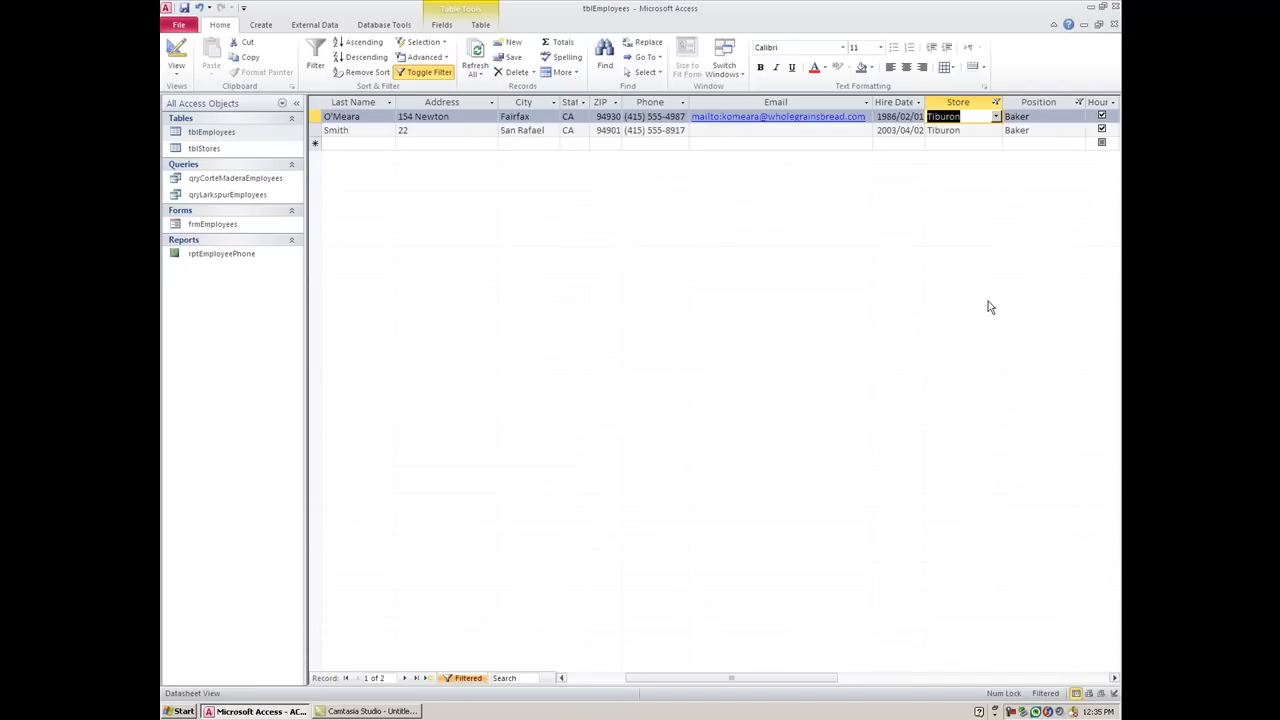 Table Tools
tblEmployees - Microsoft Access
File Home Create External Data Database Tools Fields Table
View
Views
Paste
Cut
Copy
Format Painter
Clipboard
Filter
Ascending
Descending
Remove Sort
Selection
Advanced
Toggle Filter
Sort & Filter
Refresh
All
New
Save
Delete
Totals
Spelling
More
Records
Find
Replace
Go To
Select
Find
Size to
Fit Form
Switch
Windows
Window
Calibri 11
B I U A
Text Formatting
All Access Objects
Tables
tblEmployees
tblStores
Queries
qryCorteMaderaEmployees
qryLarkspurEmployees
Forms
frmEmployees
Reports
rptEmployeePhone
Last Name Address City Stat ZIP Phone Email Hire Date Store Position Hour
O'Meara 154 Newton Fairfax CA 94930 (415) 555-4987 mailto:komeara@wholegrainsbread.com 1986/02/01 Tiburon Baker
Smith 22 San Rafael CA 94901 (415) 555-8917 2003/04/02 Tiburon Baker
Record: 1 of 2 Filtered Search
Datasheet View Num Lock Filtered
Start Microsoft Access - AC... Camtasia Studio - Untitle... 12:35 PM